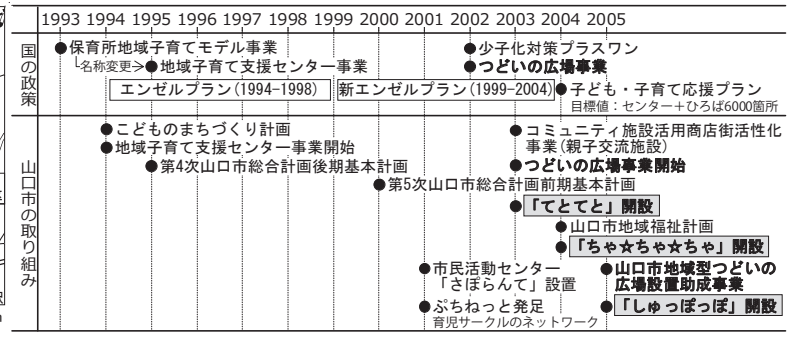 1993 1994 1995 1996 1997 1998 1999 2000 2001 2002 2003 2004 2005
国の政策
●保育所地域子育てモデル事業
└名称変更→●地域子育て支援センター事業
エンゼルプラン(1994-1998)
新エンゼルプラン(1999-2004)
●少子化対策プラスワン
●つどいの広場事業
●子ども・子育て応援プラン
目標値：センター＋ひろば6000箇所
山口市の取り組み
●こどものまちづくり計画
●地域子育て支援センター事業開始
●第4次山口市総合計画後期基本計画
●第5次山口市総合計画前期基本計画
●コミュニティ施設活用商店街活性化
事業(親子交流施設)
●つどいの広場事業開始
●「てとてと」開設
●山口市地域福祉計画
●「ちゃ☆ちゃ☆ちゃ」開設
●市民活動センター
「さぽらんて」設置
●ぷちねっと発足
育児サークルのネットワーク
●山口市地域型つどいの
広場設置助成事業
●「しゅっぽっぽ」開設